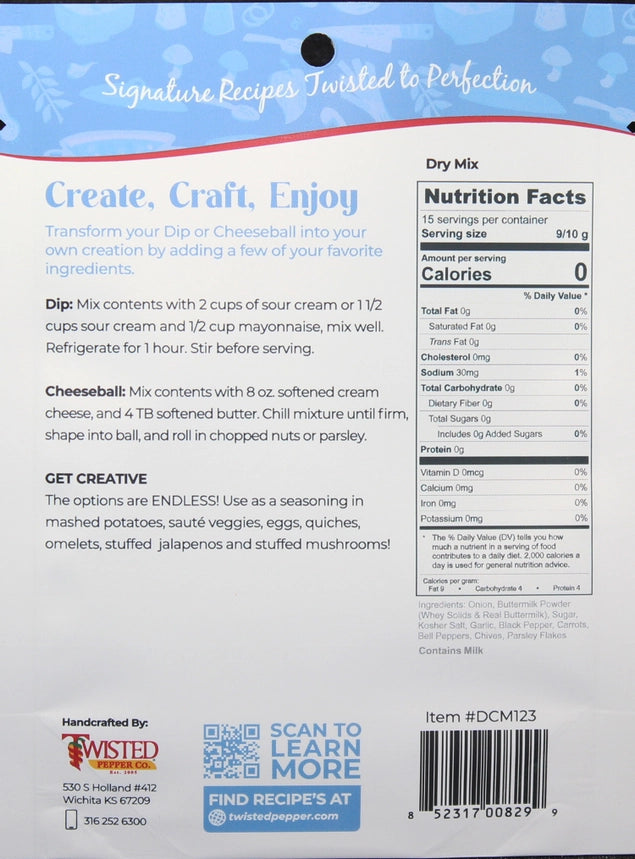 Signature Recipes Twisted to Perfection
Create, Craft, Enjoy
Transform your Dip or Cheeseball into your
own creation by adding a few of your favorite
ingredients.
Dip: Mix contents with 2 cups of sour cream or 1 1/2
cups sour cream and 1/2 cup mayonnaise, mix well.
Refrigerate for 1 hour. Stir before serving.
Cheeseball: Mix contents with 8 oz. softened cream
cheese, and 4 TB softened butter. Chill mixture until firm,
shape into ball, and roll in chopped nuts or parsley.
GET CREATIVE
The options are ENDLESS! Use as a seasoning in
mashed potatoes, sauté veggies, eggs, quiches,
omelets, stuffed jalapenos and stuffed mushrooms!
Dry Mix
Nutrition Facts
15 servings per container
Serving size 9/10 g
Amount per serving
Calories 0
% Daily Value *
Total Fat 0g 0%
Saturated Fat 0g 0%
Trans Fat 0g
Cholesterol 0mg 0%
Sodium 30mg 1%
Total Carbohydrate 0g 0%
Dietary Fiber 0g 0%
Total Sugars 0g
Includes 0g Added Sugars 0%
Protein 0g
Vitamin D 0mcg 0%
Calcium 0mg 0%
Iron 0mg 0%
Potassium 0mg 0%
* The % Daily Value (DV) tells you how
much a nutrient in a serving of food
contributes to a daily diet. 2,000 calories a
day is used for general nutrition advice.
Calories per gram:
Fat 9 • Carbohydrate 4 • Protein 4
Ingredients: Onion, Buttermilk Powder
(Whey Solids & Real Buttermilk), Sugar,
Kosher Salt, Garlic, Black Pepper, Carrots,
Bell Peppers, Chives, Parsley Flakes
Contains Milk
Handcrafted By:
TWISTED
PEPPER CO.
Est. 2005
530 S Holland #412
Wichita KS 67209
316 252 6300
SCAN TO
LEARN
MORE
FIND RECIPE'S AT
twistedpepper.com
Item #DCM123
8 52317 00829 9